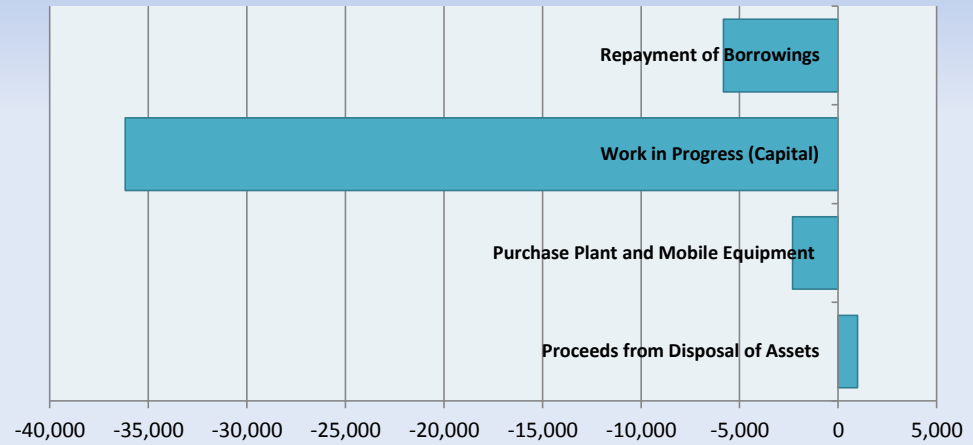 Repayment of Borrowings
Work in Progress (Capital)
Purchase Plant and Mobile Equipment
Proceeds from Disposal of Assets
-40,000 -35,000 -30,000 -25,000 -20,000 -15,000 -10,000 -5,000 0 5,000